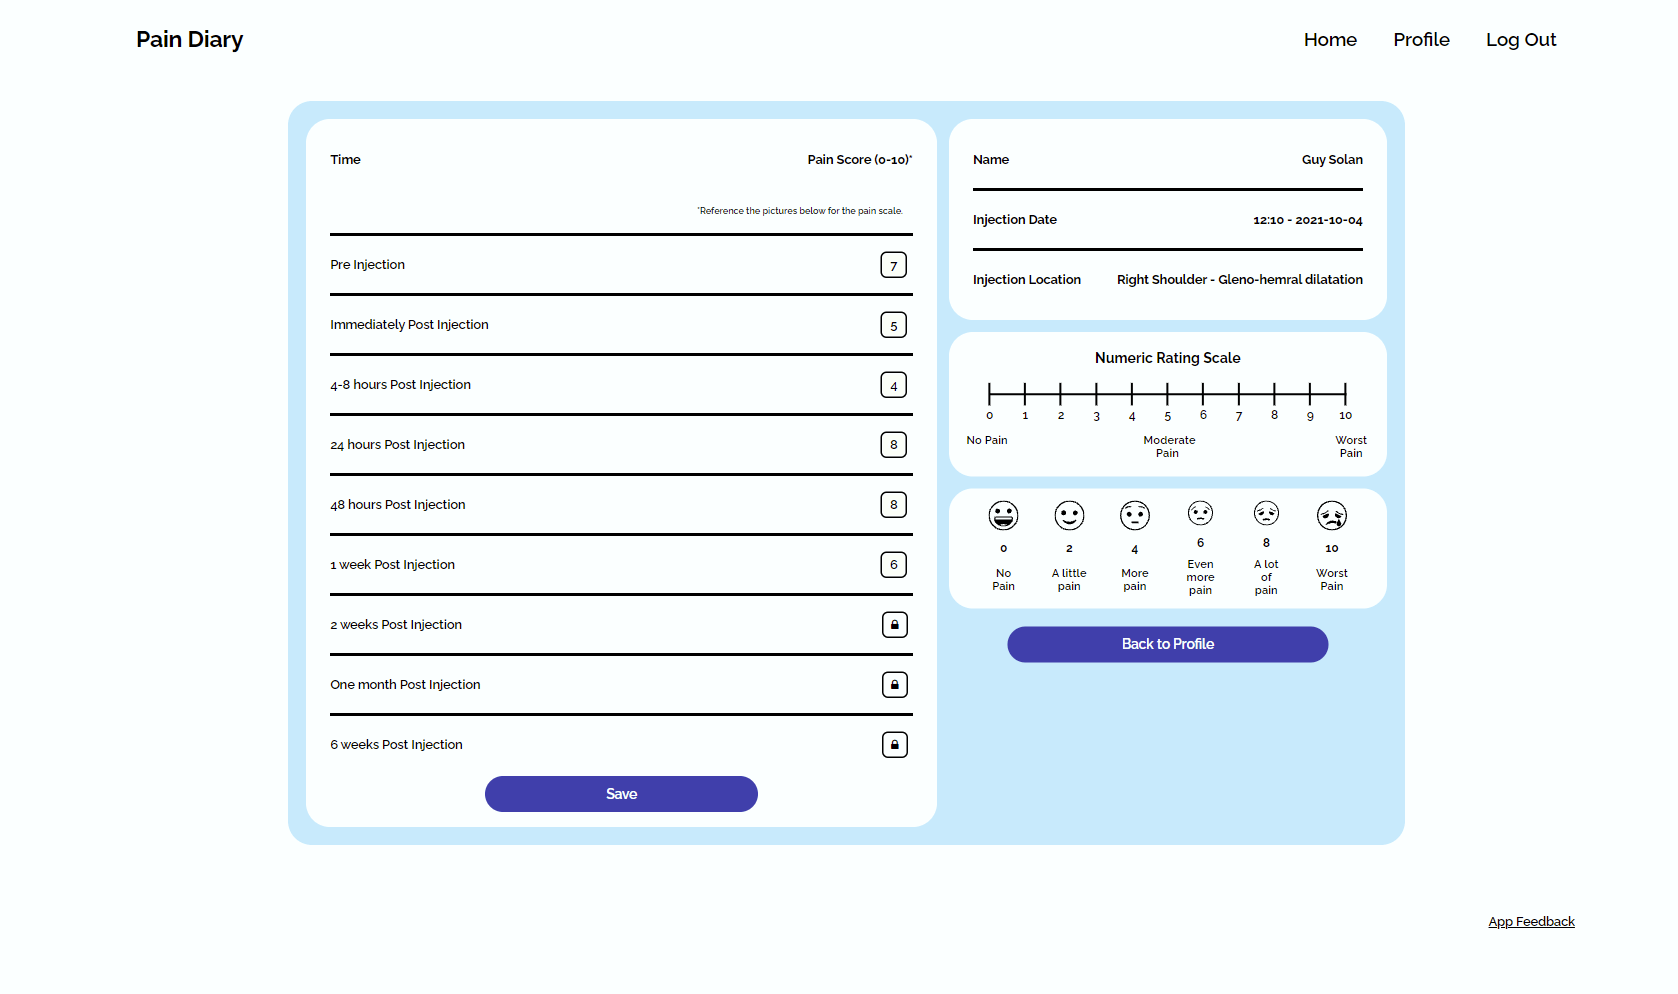 Pain Diary
Home Profile Log Out
Time Pain Score (0-10)*
*Reference the pictures below for the pain scale.
Pre Injection 7
Immediately Post Injection 5
4-8 hours Post Injection 4
24 hours Post Injection 8
48 hours Post Injection 8
1 week Post Injection 6
2 weeks Post Injection
One month Post Injection
6 weeks Post Injection
Save
Name Guy Solan
Injection Date 12:10 - 2021-10-04
Injection Location Right Shoulder - Gleno-hemral dilatation
Numeric Rating Scale
0 1 2 3 4 5 6 7 8 9 10
No Pain Moderate Worst
Pain Pain
0 2 4 6 8 10
No A little More Even A lot Worst
Pain pain pain more of Pain
pain pain
Back to Profile
App Feedback